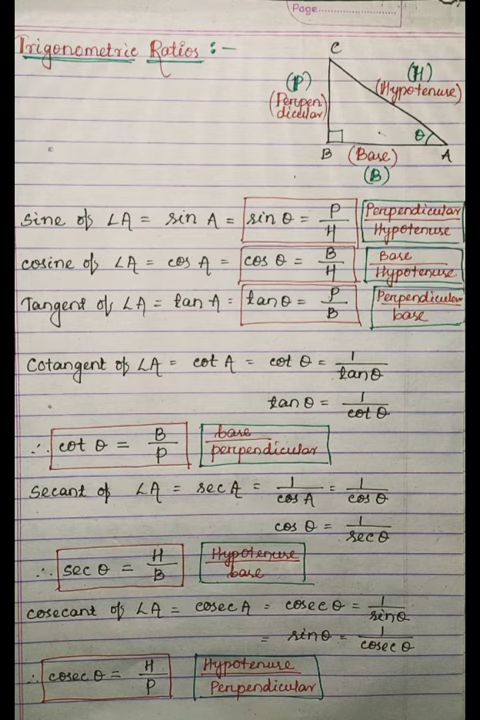 Page
Trigonometric Ratios :-
C
(P)
(Perpendicular)
(H)
(Hypotenuse)
θ
B
(Base)
A
(B)
Sine of ∠A = sin A = sin θ = P/H Perpendicular/Hypotenuse
cosine of ∠A = cos A = cos θ = B/H Base/Hypotenuse
Tangent of ∠A = tan A = tan θ = P/B Perpendicular/base
Cotangent of ∠A = cot A = cot θ = 1/tan θ
tan θ = 1/cot θ
∴ cot θ = B/P base/perpendicular
Secant of ∠A = sec A = 1/cos A = 1/cos θ
cos θ = 1/sec θ
∴ sec θ = H/B Hypotenuse/base
cosecant of ∠A = cosec A = cosec θ = 1/sin θ
= sin θ = 1/cosec θ
∴ cosec θ = H/P Hypotenuse/Perpendicular